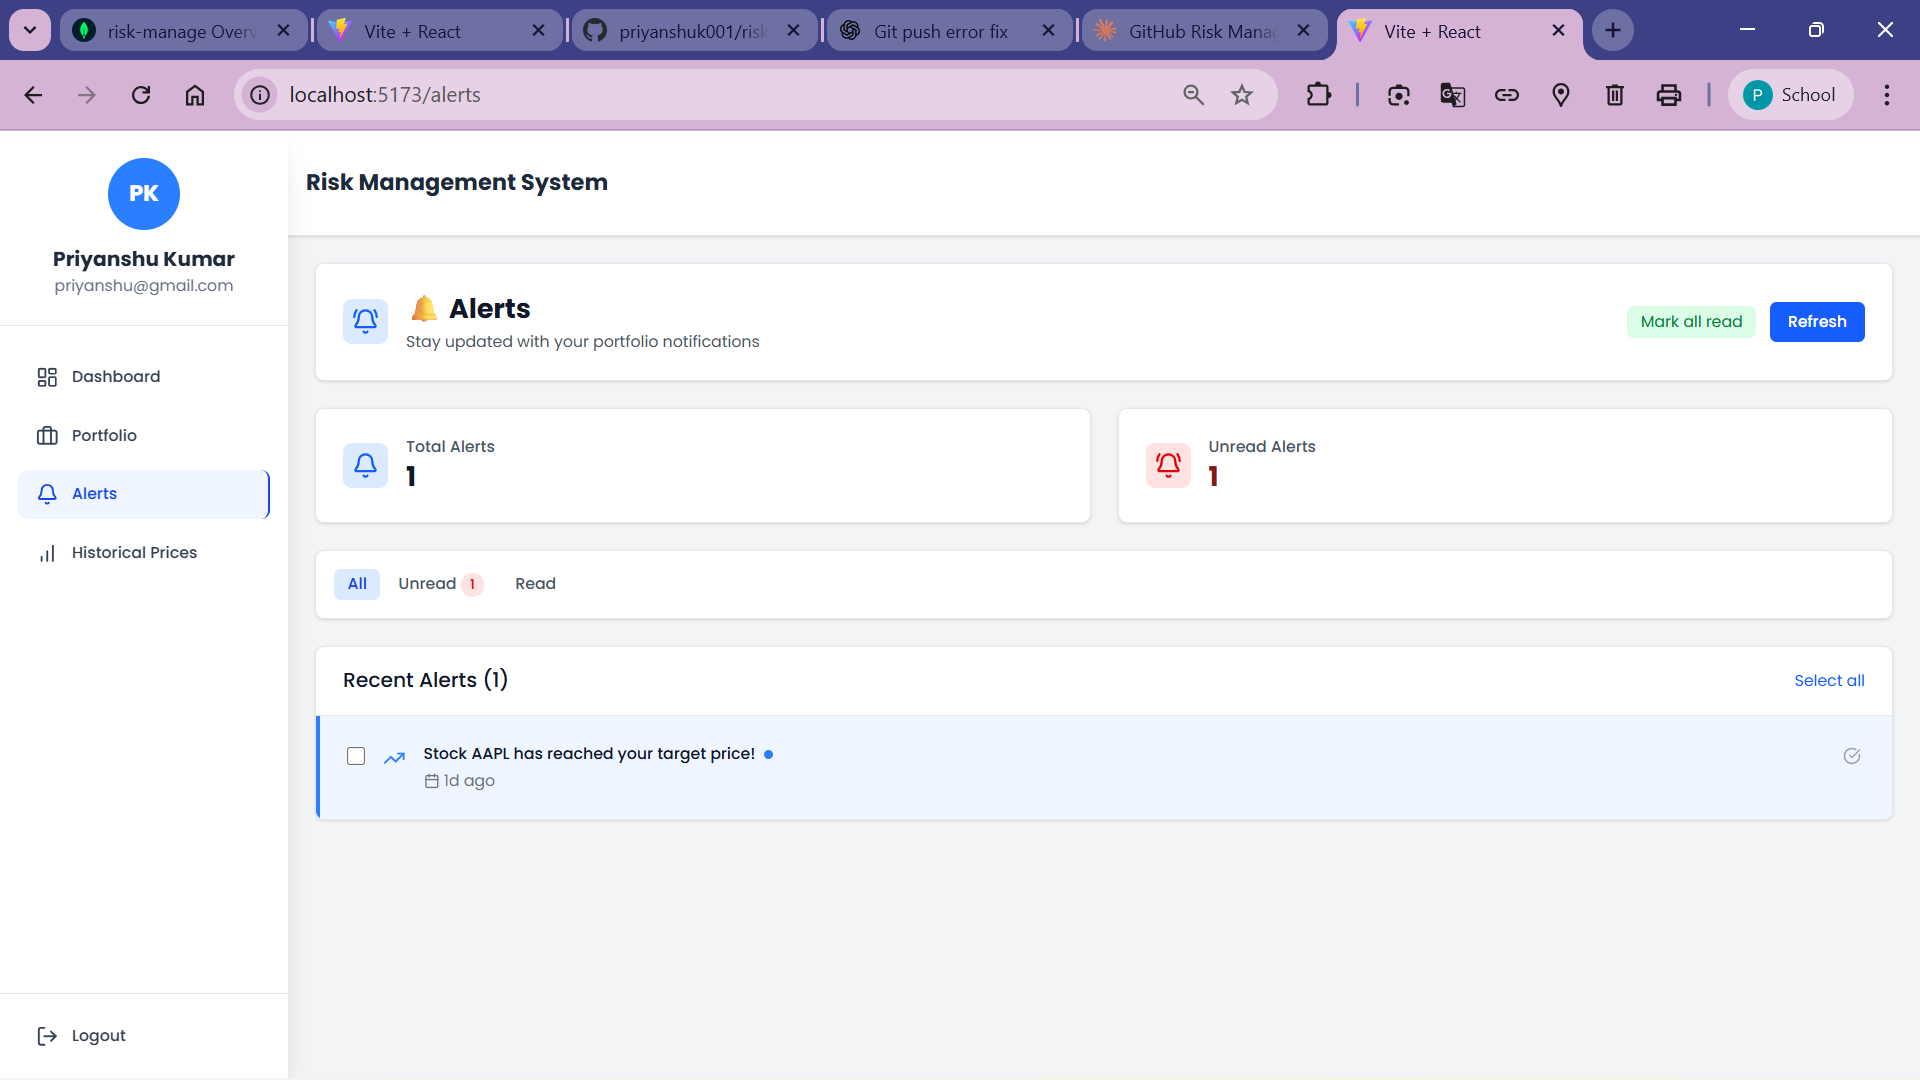 risk-manage Overv
Vite + React
priyanshuk001/risk
Git push error fix
GitHub Risk Manag
Vite + React
localhost:5173/alerts
P
School
PK
Priyanshu Kumar
priyanshu@gmail.com
Dashboard
Portfolio
Alerts
Historical Prices
Logout
Risk Management System
🔔 Alerts
Stay updated with your portfolio notifications
Mark all read
Refresh
Total Alerts
1
Unread Alerts
1
All
Unread 1
Read
Recent Alerts (1)
Select all
Stock AAPL has reached your target price!
1d ago